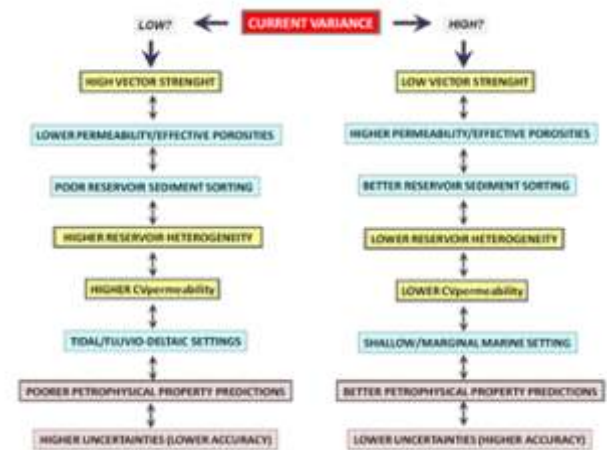 LOW?
CURRENT VARIANCE
HIGH?
HIGH VECTOR STRENGHT
LOW VECTOR STRENGHT
LOWER PERMEABILITY/EFFECTIVE POROSITIES
HIGHER PERMEABILITY/EFFECTIVE POROSITIES
POOR RESERVOIR SEDIMENT SORTING
BETTER RESERVOIR SEDIMENT SORTING
HIGHER RESERVOIR HETEROGENEITY
LOWER RESERVOIR HETEROGENEITY
HIGHER CVpermeability
LOWER CVpermeability
TIDAL/FLUVIO-DELTAIC SETTINGS
SHALLOW/MARGINAL MARINE SETTING
POORER PETROPHYSICAL PROPERTY PREDICTIONS
BETTER PETROPHYSICAL PROPERTY PREDICTIONS
HIGHER UNCERTAINTIES (LOWER ACCURACY)
LOWER UNCERTAINTIES (HIGHER ACCURACY)